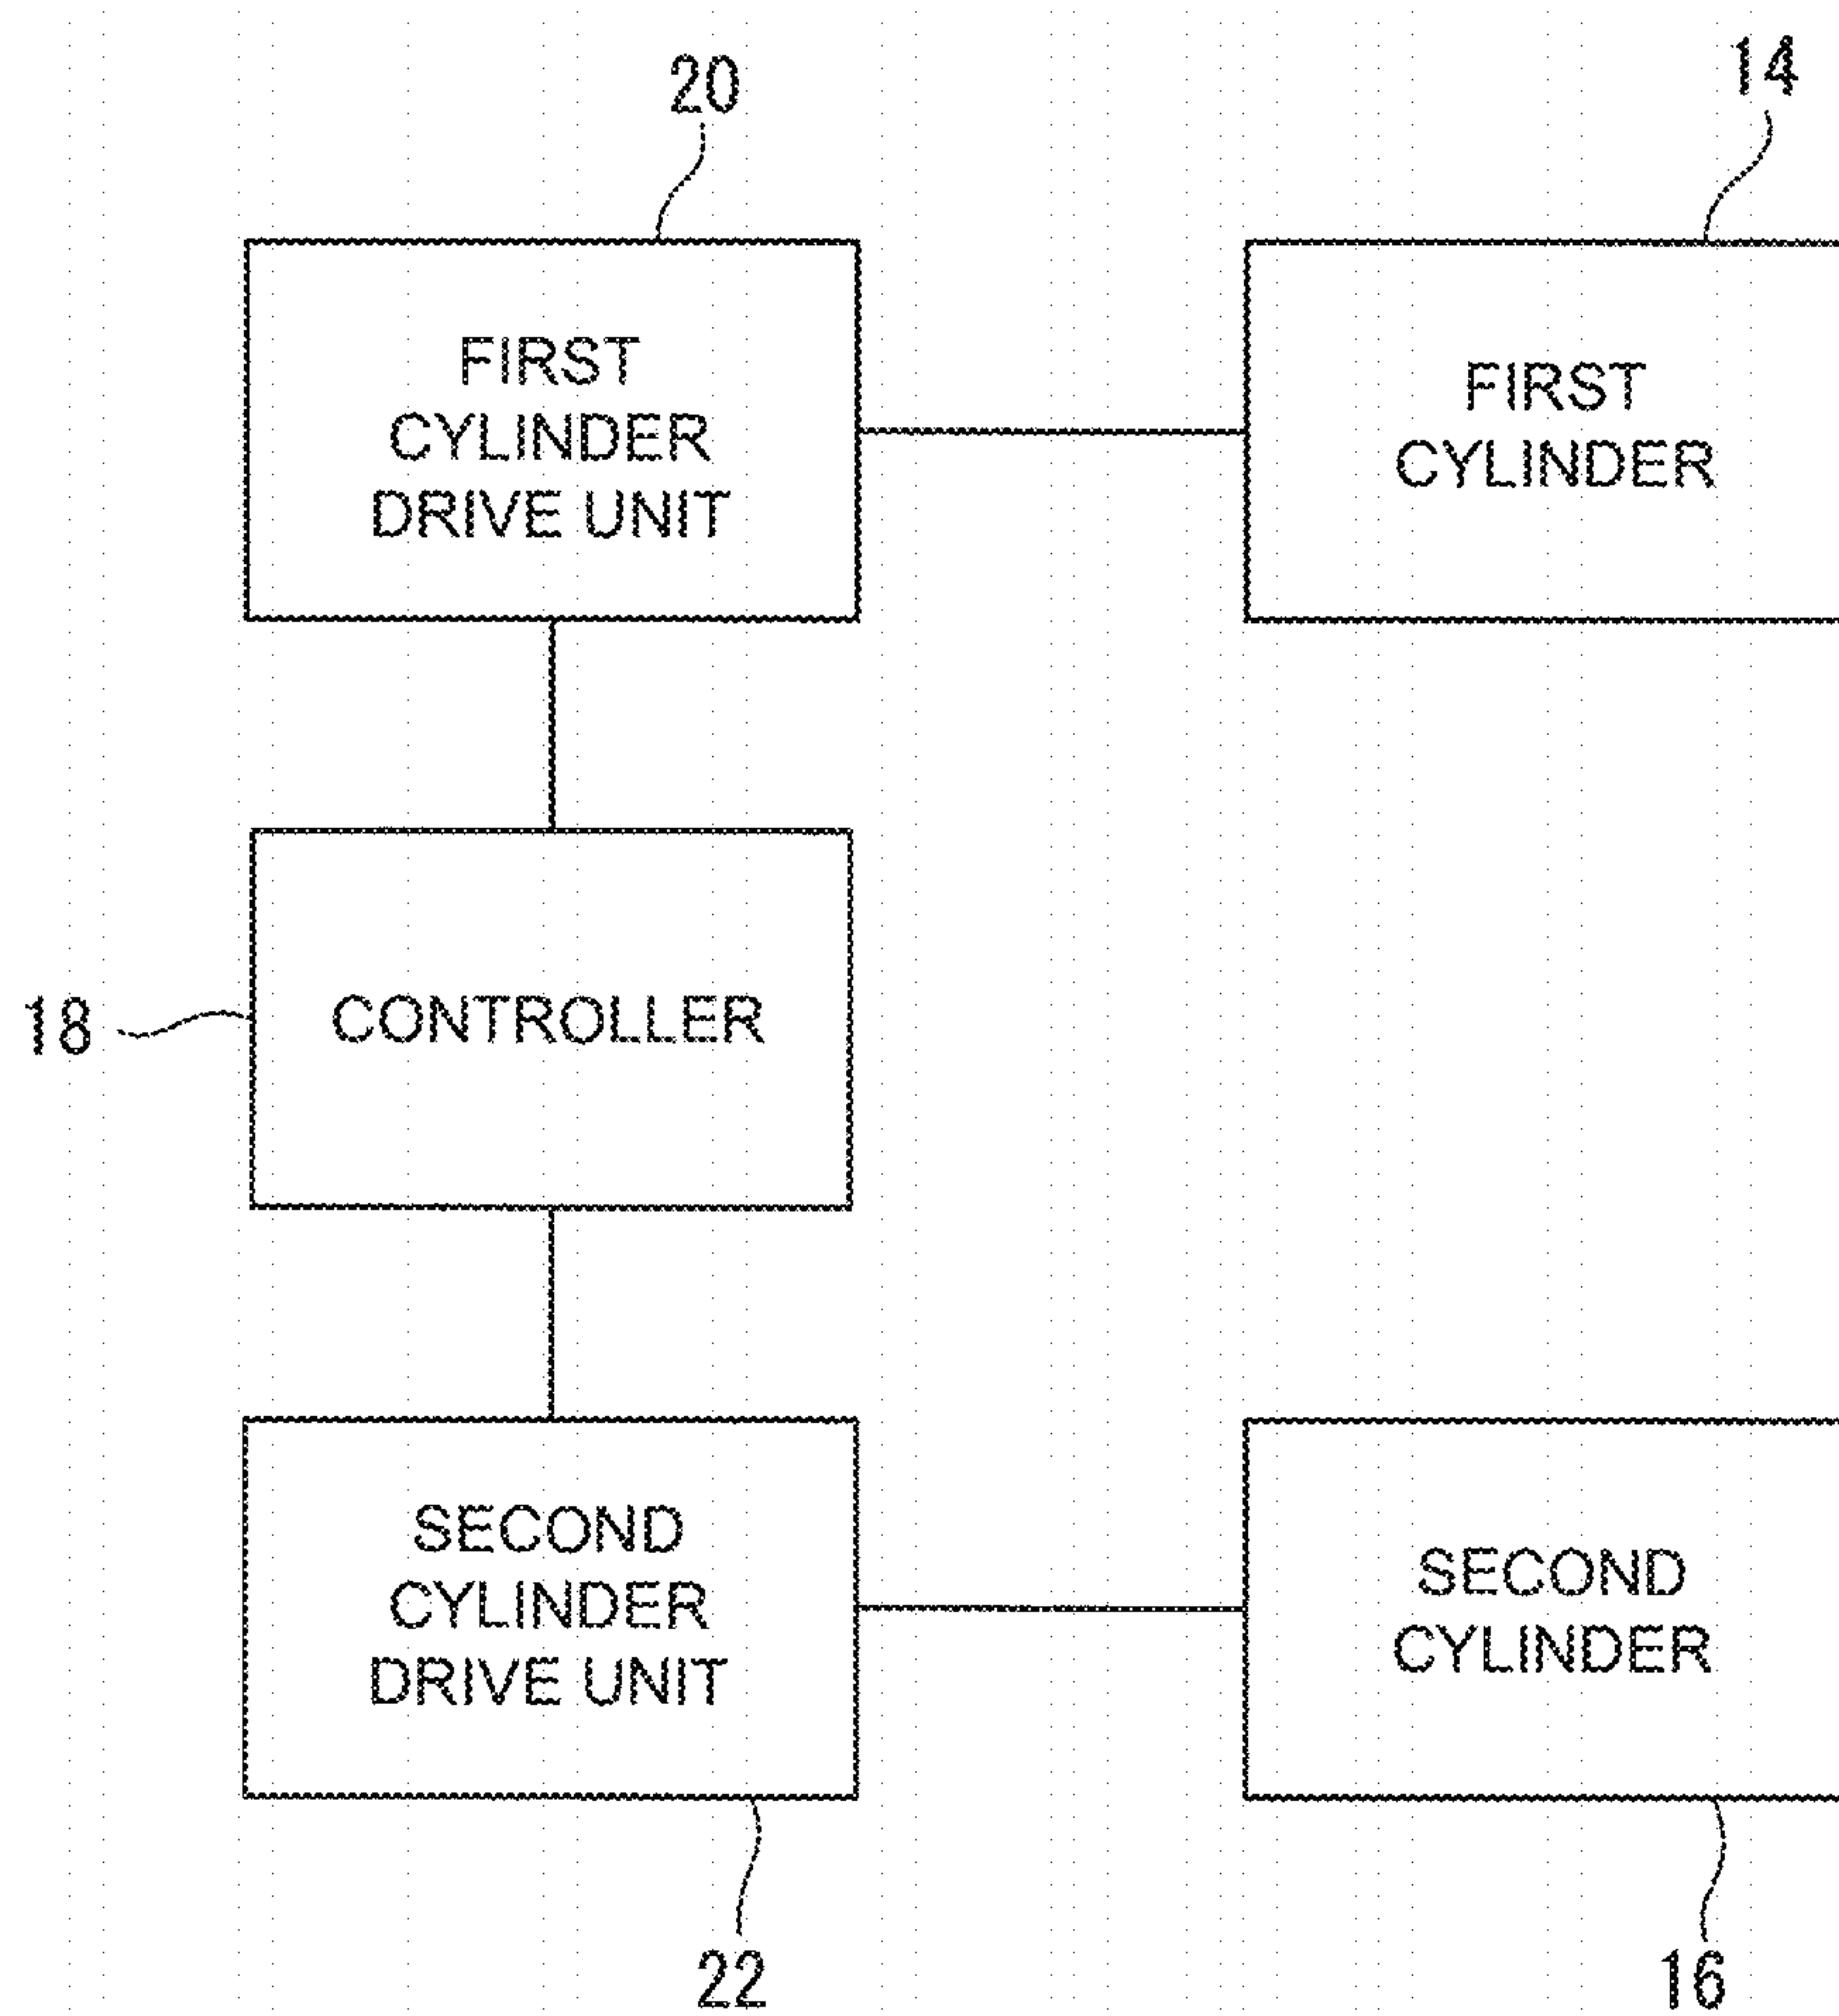 20
14
FIRST
CYLINDER
DRIVE UNIT
FIRST
CYLINDER
18
CONTROLLER
SECOND
CYLINDER
DRIVE UNIT
SECOND
CYLINDER
22
16